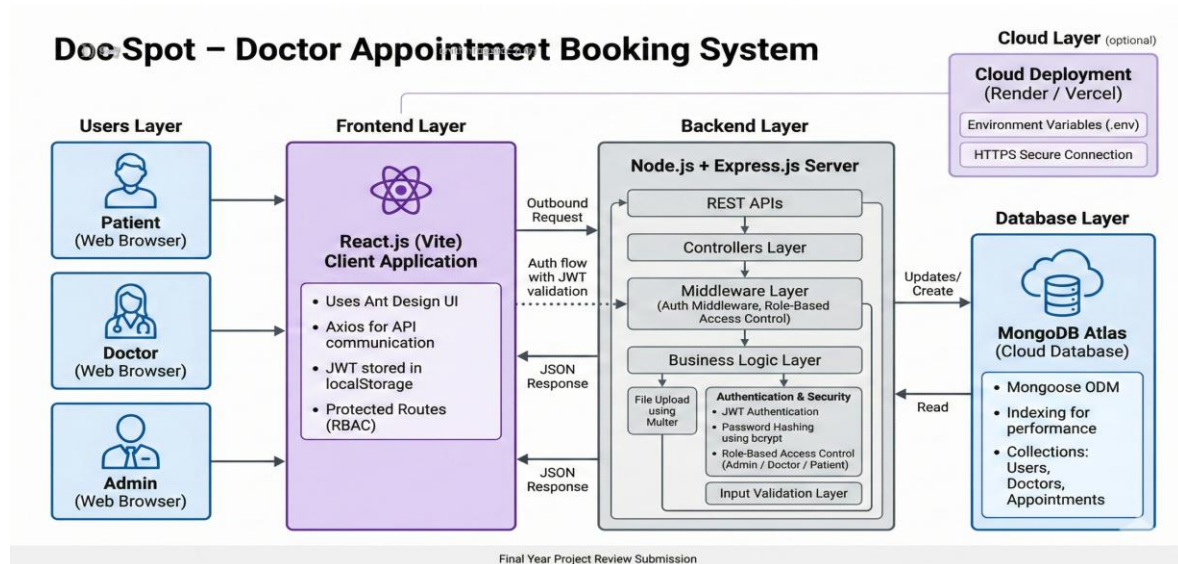 Doc Spot – Doctor Appointment Booking System
Cloud Layer (optional)
Cloud Deployment
(Render / Vercel)
Environment Variables (.env)
HTTPS Secure Connection
Users Layer
Patient
(Web Browser)
Doctor
(Web Browser)
Admin
(Web Browser)
Frontend Layer
React.js (Vite)
Client Application
• Uses Ant Design UI
• Axios for API
communication
• JWT stored in
localStorage
• Protected Routes
(RBAC)
Outbound
Request
Auth flow
with JWT
validation
JSON
Response
JSON
Response
Backend Layer
Node.js + Express.js Server
REST APIs
Controllers Layer
Middleware Layer
(Auth Middleware, Role-Based
Access Control)
Business Logic Layer
File Upload
using
Multer
Authentication & Security
• JWT Authentication
• Password Hashing
using bcrypt
• Role-Based Access Control
(Admin / Doctor / Patient)
Input Validation Layer
Updates/
Create
Read
Database Layer
MongoDB Atlas
(Cloud Database)
• Mongoose ODM
• Indexing for
performance
• Collections:
Users,
Doctors,
Appointments
Final Year Project Review Submission